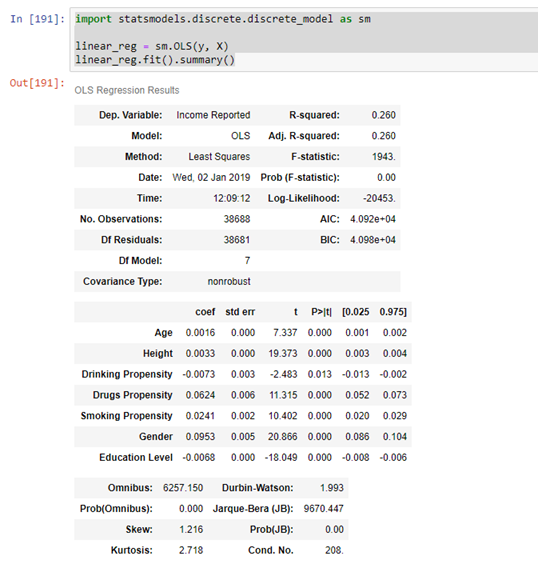 In [191]: import statsmodels.discrete.discrete_model as sm
linear_reg = sm.OLS(y, X)
linear_reg.fit().summary()
Out[191]: OLS Regression Results
Dep. Variable: Income Reported R-squared: 0.260
Model: OLS Adj. R-squared: 0.260
Method: Least Squares F-statistic: 1943.
Date: Wed, 02 Jan 2019 Prob (F-statistic): 0.00
Time: 12:09:12 Log-Likelihood: -20453.
No. Observations: 38688 AIC: 4.092e+04
Df Residuals: 38681 BIC: 4.098e+04
Df Model: 7
Covariance Type: nonrobust
coef std err t P>|t| [0.025 0.975]
Age 0.0016 0.000 7.337 0.000 0.001 0.002
Height 0.0033 0.000 19.373 0.000 0.003 0.004
Drinking Propensity -0.0073 0.003 -2.483 0.013 -0.013 -0.002
Drugs Propensity 0.0624 0.006 11.315 0.000 0.052 0.073
Smoking Propensity 0.0241 0.002 10.402 0.000 0.020 0.029
Gender 0.0953 0.005 20.866 0.000 0.086 0.104
Education Level -0.0068 0.000 -18.049 0.000 -0.008 -0.006
Omnibus: 6257.150 Durbin-Watson: 1.993
Prob(Omnibus): 0.000 Jarque-Bera (JB): 9670.447
Skew: 1.216 Prob(JB): 0.00
Kurtosis: 2.718 Cond. No. 208.